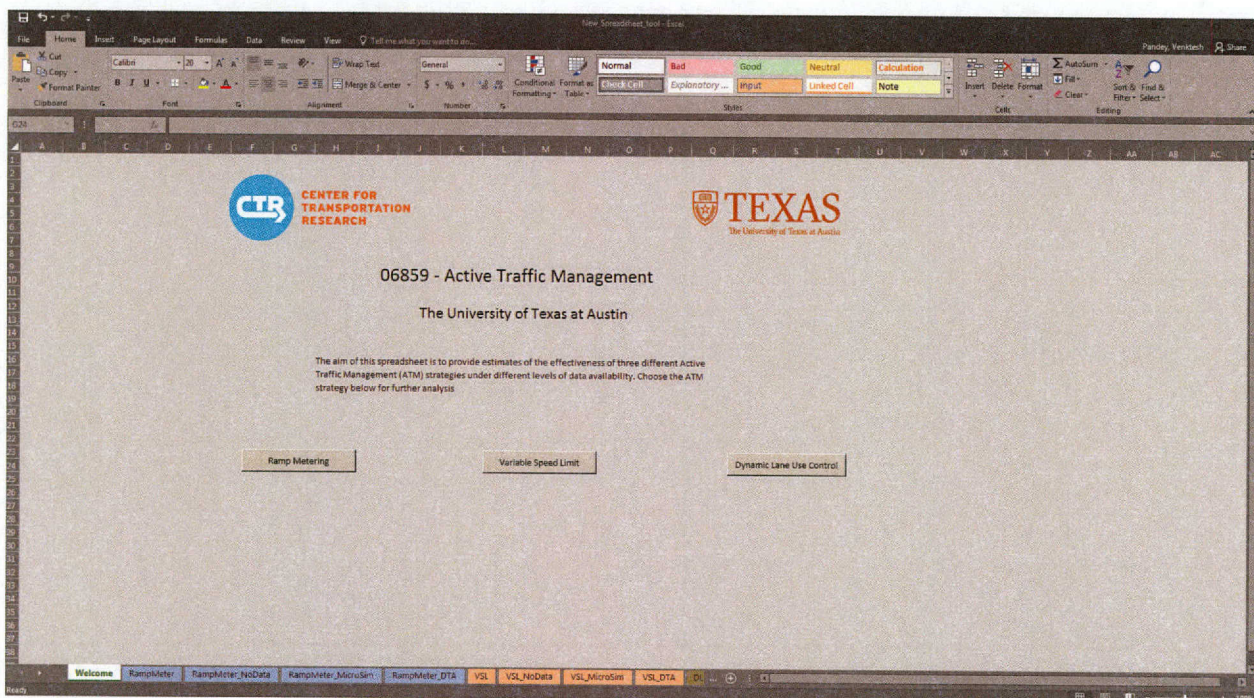 New_Spreadsheet_tool - Excel
File Home Insert Page Layout Formulas Data Review View Tell me what you want to do...
Pandey, Venktesh Share
Cut
Copy
Format Painter
Paste
Clipboard
Calibri 20
B I U
Font
Wrap Text
Merge & Center
Alignment
General
$ % ,
Number
Conditional Formatting
Format as Table
Normal Bad Good Neutral Calculation
Check Cell Explanatory ... Input Linked Cell Note
Styles
Insert Delete Format
Cells
AutoSum
Fill
Clear
Sort & Filter
Find & Select
Editing
A B C D E F G H I J K L M N O P Q R S T U V W X Y Z AA AB AC
CTR
CENTER FOR
TRANSPORTATION
RESEARCH
TEXAS
The University of Texas at Austin
06859 - Active Traffic Management
The University of Texas at Austin
The aim of this spreadsheet is to provide estimates of the effectiveness of three different Active
Traffic Management (ATM) strategies under different levels of data availability. Choose the ATM
strategy below for further analysis
Ramp Metering
Variable Speed Limit
Dynamic Lane Use Control
Welcome RampMeter RampMeter_NoData RampMeter_MicroSim RampMeter_DTA VSL VSL_NoData VSL_MicroSim VSL_DTA ...
Ready